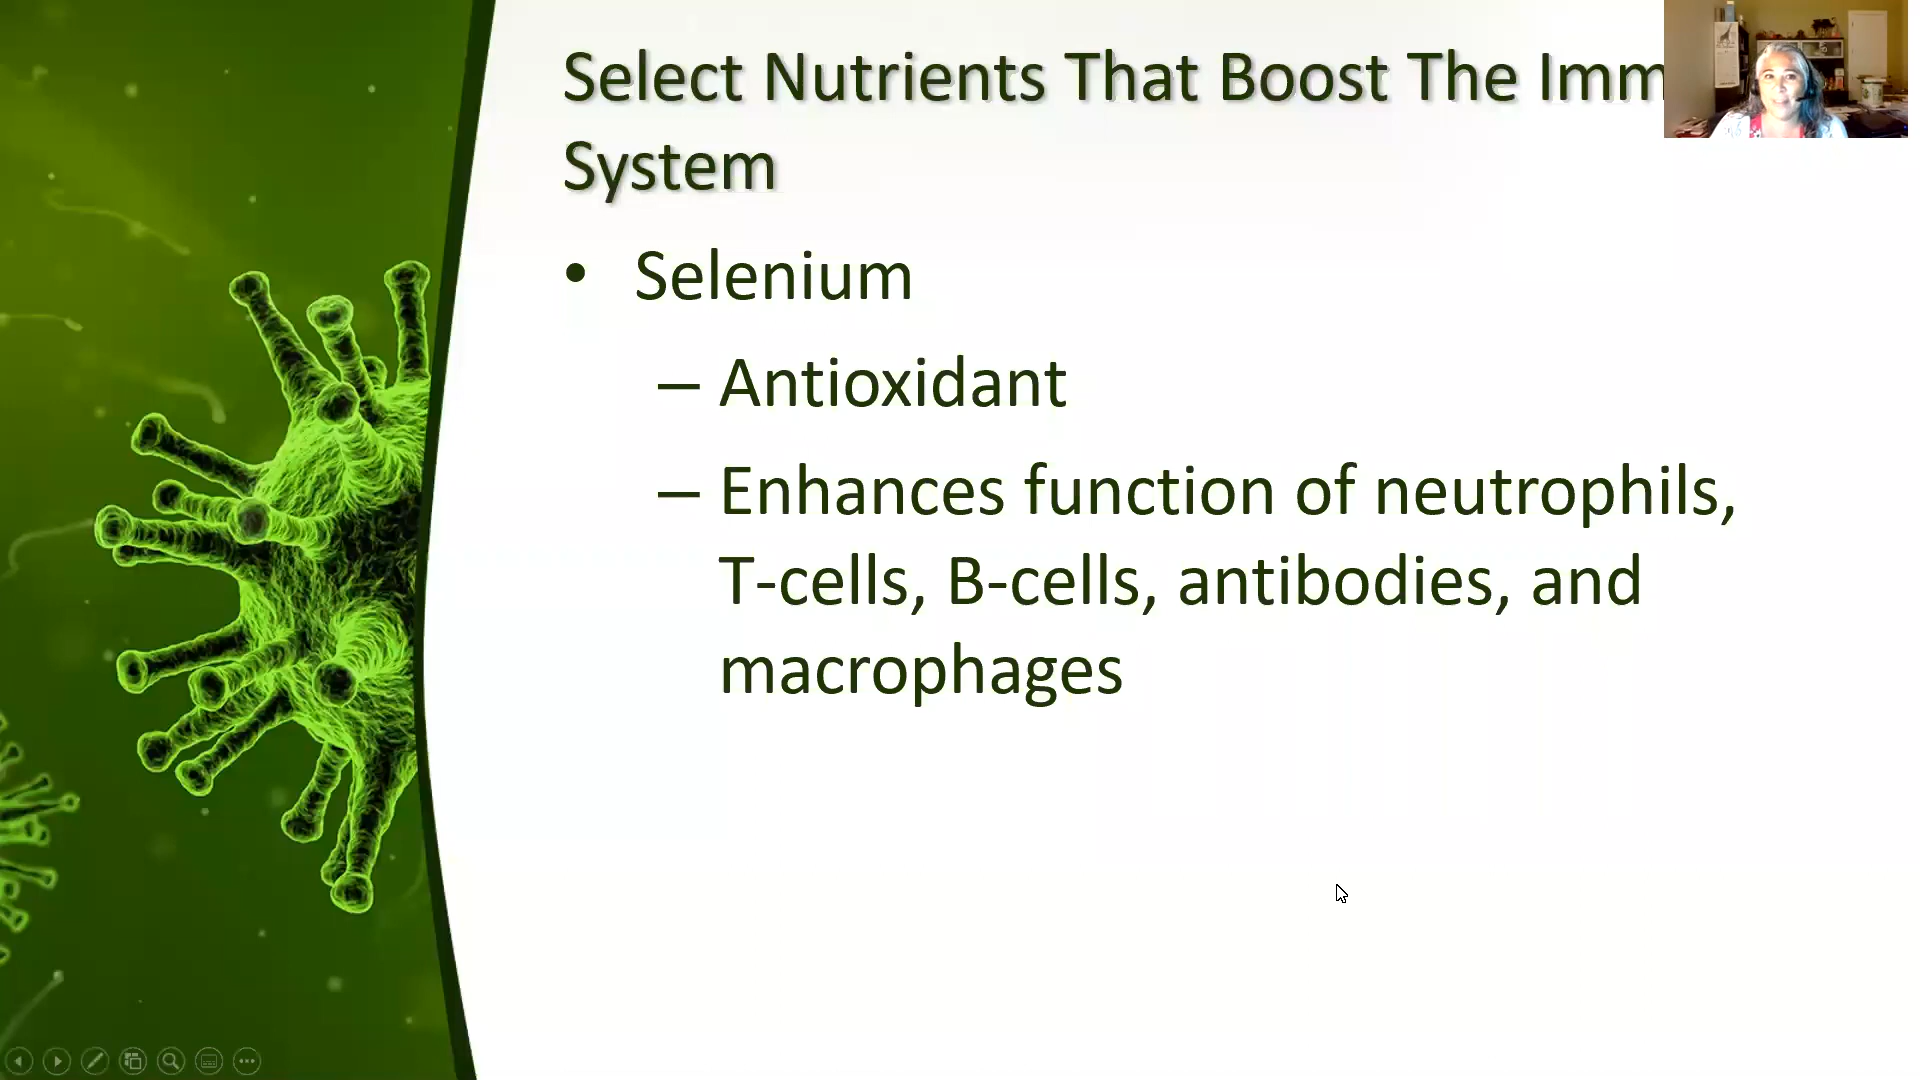 Select Nutrients That Boost The Imm
System
• Selenium
– Antioxidant
– Enhances function of neutrophils,
T-cells, B-cells, antibodies, and
macrophages